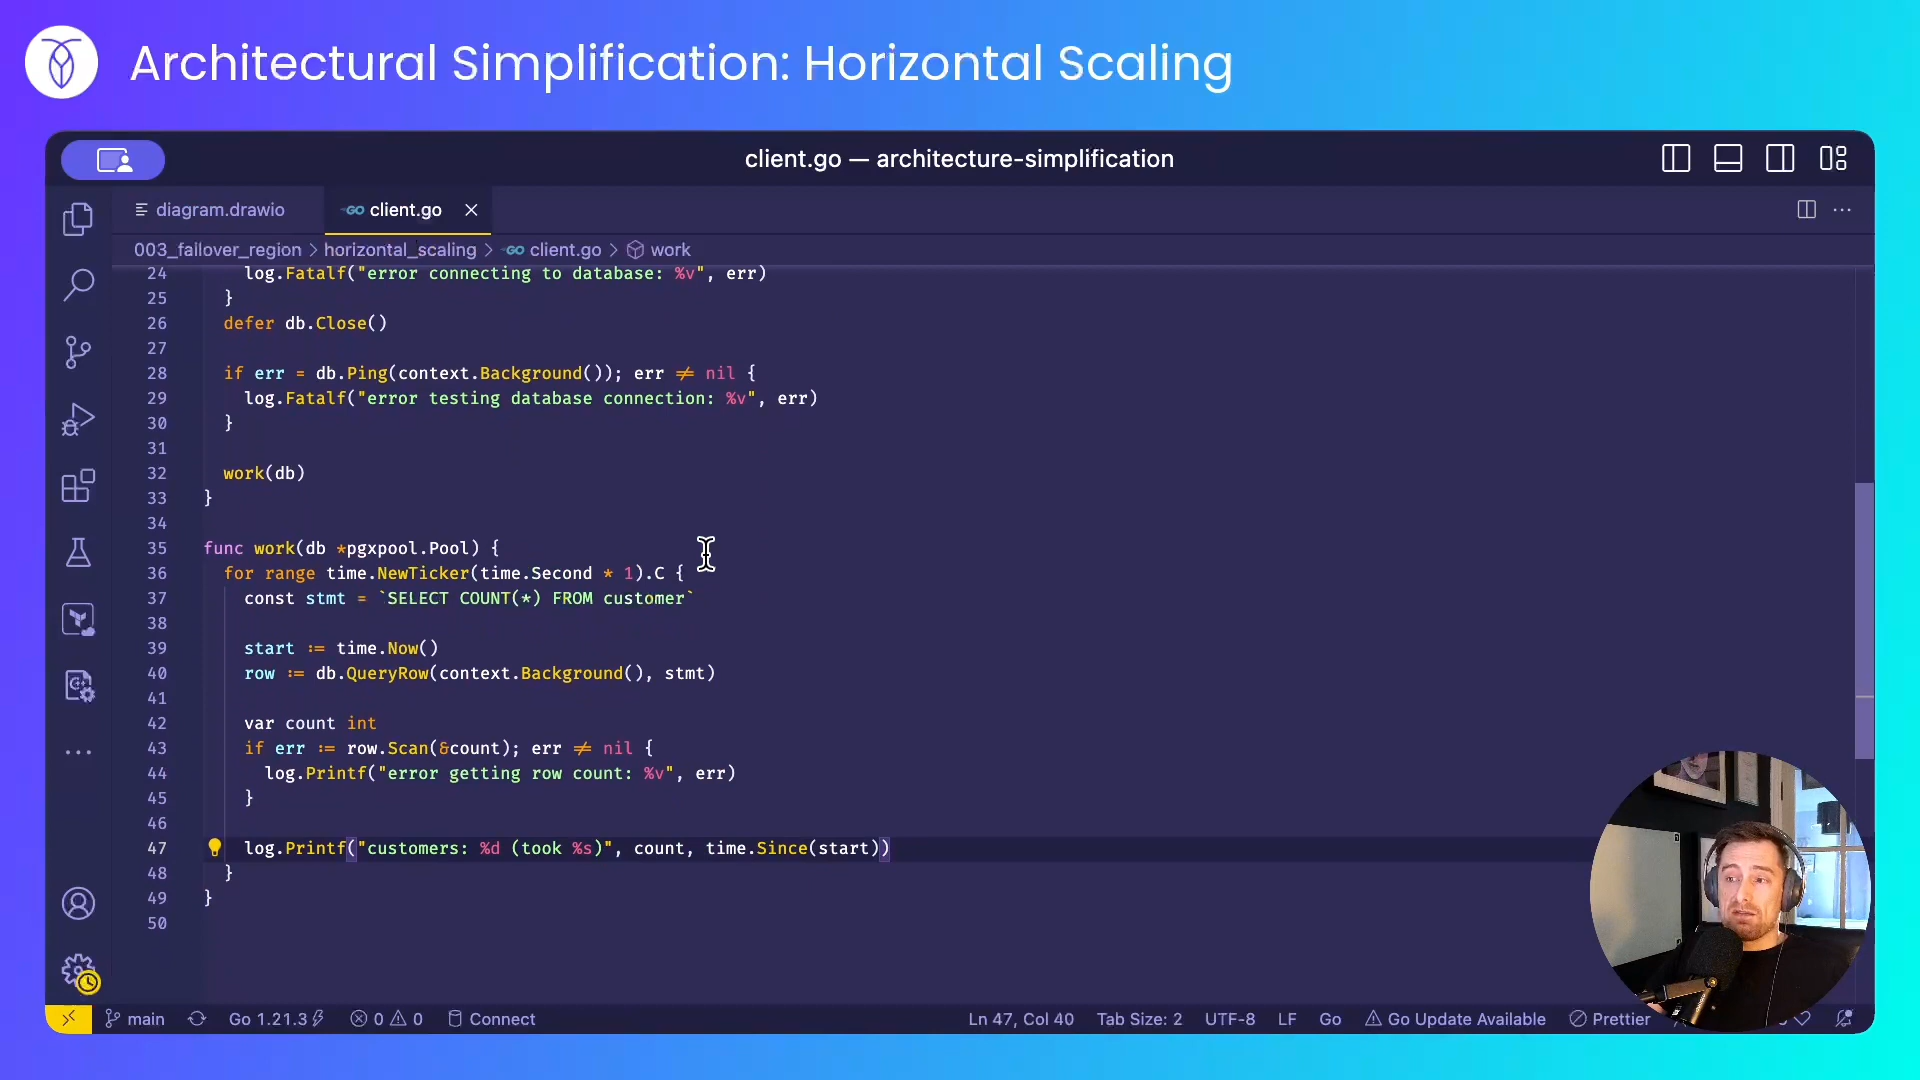 Architectural Simplification: Horizontal Scaling
client.go — architecture-simplification
diagram.drawio
client.go
003_failover_region > horizontal_scaling > client.go > work
24 log.Fatalf("error connecting to database: %v", err)
25 }
26 defer db.Close()
27
28 if err = db.Ping(context.Background()); err ≠ nil {
29 log.Fatalf("error testing database connection: %v", err)
30 }
31
32 work(db)
33 }
34
35 func work(db *pgxpool.Pool) {
36 for range time.NewTicker(time.Second * 1).C {
37 const stmt = `SELECT COUNT(*) FROM customer`
38
39 start := time.Now()
40 row := db.QueryRow(context.Background(), stmt)
41
42 var count int
43 if err := row.Scan(&count); err ≠ nil {
44 log.Printf("error getting row count: %v", err)
45 }
46
47 log.Printf("customers: %d (took %s)", count, time.Since(start))
48 }
49 }
50
main Go 1.21.3 0 0 Connect Ln 47, Col 40 Tab Size: 2 UTF-8 LF Go Go Update Available Prettier